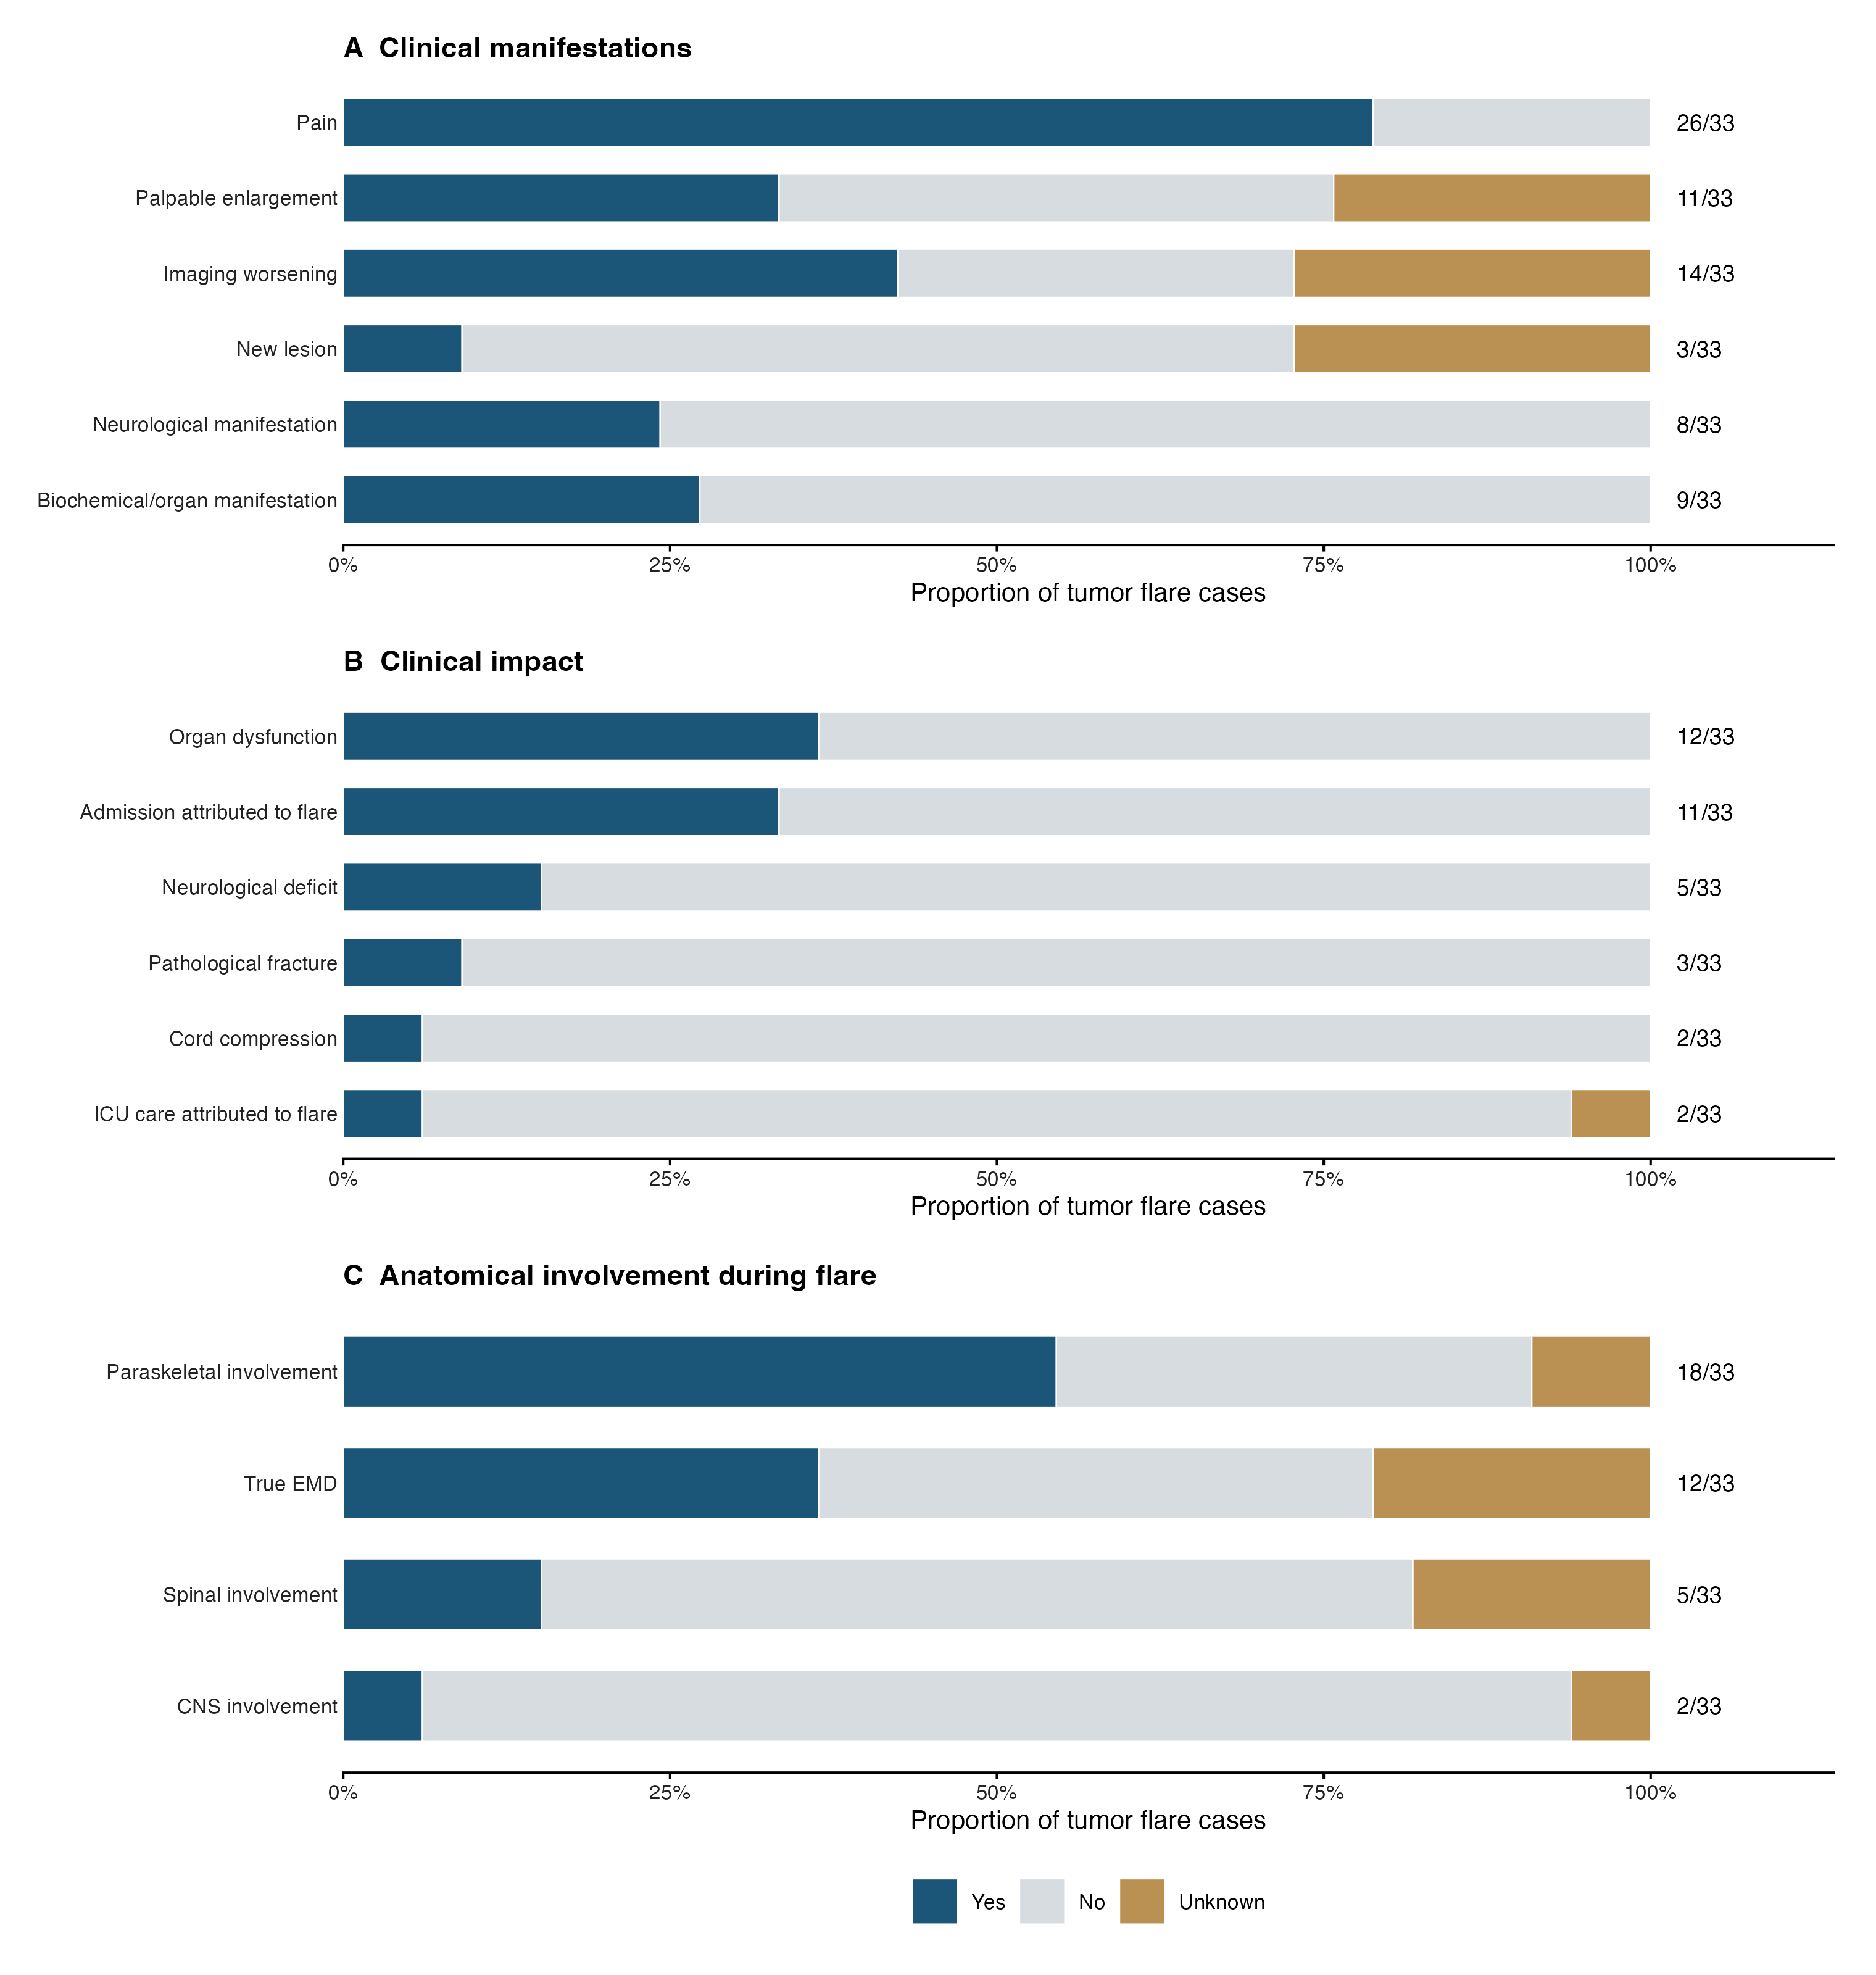 A Clinical manifestations
Pain 26/33
Palpable enlargement 11/33
Imaging worsening 14/33
New lesion 3/33
Neurological manifestation 8/33
Biochemical/organ manifestation 9/33
0% 25% 50% 75% 100%
Proportion of tumor flare cases
B Clinical impact
Organ dysfunction 12/33
Admission attributed to flare 11/33
Neurological deficit 5/33
Pathological fracture 3/33
Cord compression 2/33
ICU care attributed to flare 2/33
0% 25% 50% 75% 100%
Proportion of tumor flare cases
C Anatomical involvement during flare
Paraskeletal involvement 18/33
True EMD 12/33
Spinal involvement 5/33
CNS involvement 2/33
0% 25% 50% 75% 100%
Proportion of tumor flare cases
Yes No Unknown